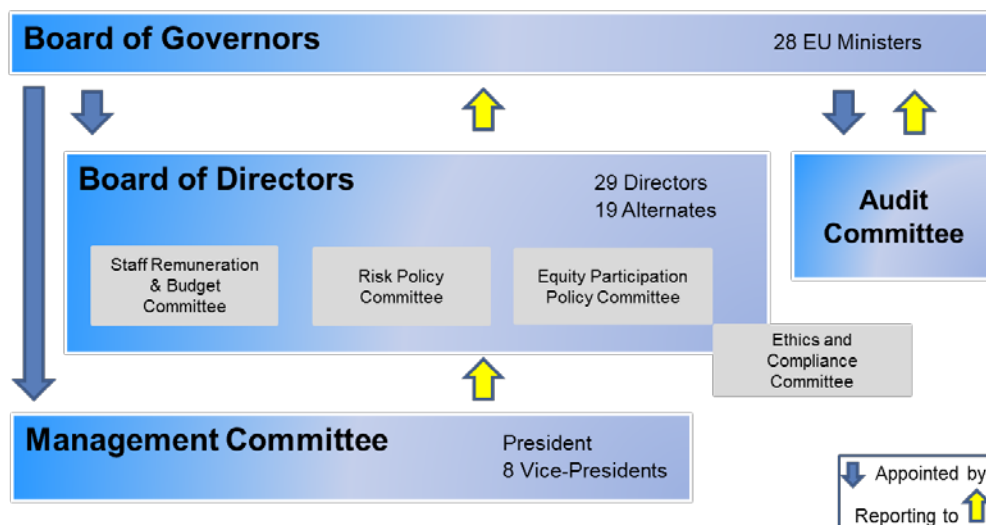 Board of Governors
28 EU Ministers
Board of Directors
29 Directors
19 Alternates
Audit
Committee
Staff Remuneration
& Budget
Committee
Risk Policy
Committee
Equity Participation
Policy Committee
Ethics and
Compliance
Committee
Management Committee
President
8 Vice-Presidents
Appointed by
Reporting to